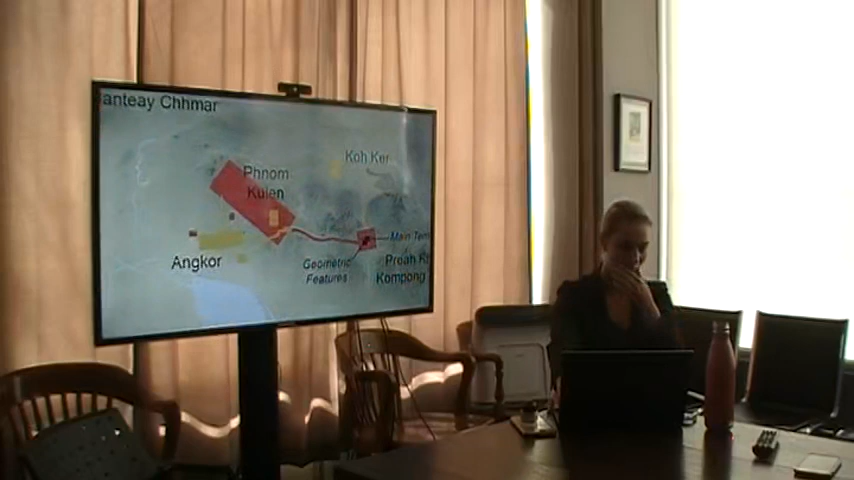 anteay Chhmar
Koh Ker
Phnom
Kulen
Angkor
Geometric
Features
Main Tem
Preah K
Kompong